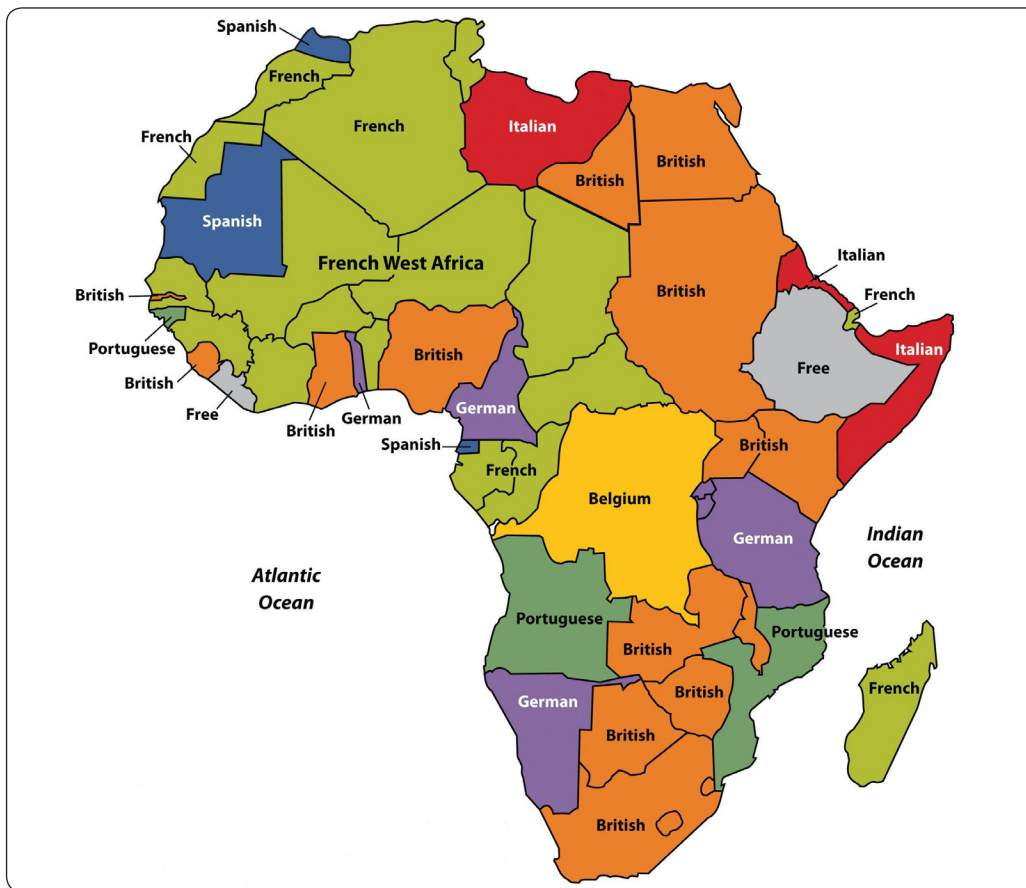 Spanish
French
French
French
Italian
British
British
Spanish
French West Africa
Italian
British
British
French
Portuguese
British
Italian
British
Free
Free
German
British
German
Spanish
British
French
Belgium
German
Indian
Ocean
Atlantic
Ocean
Portuguese
Portuguese
British
French
British
German
British
British